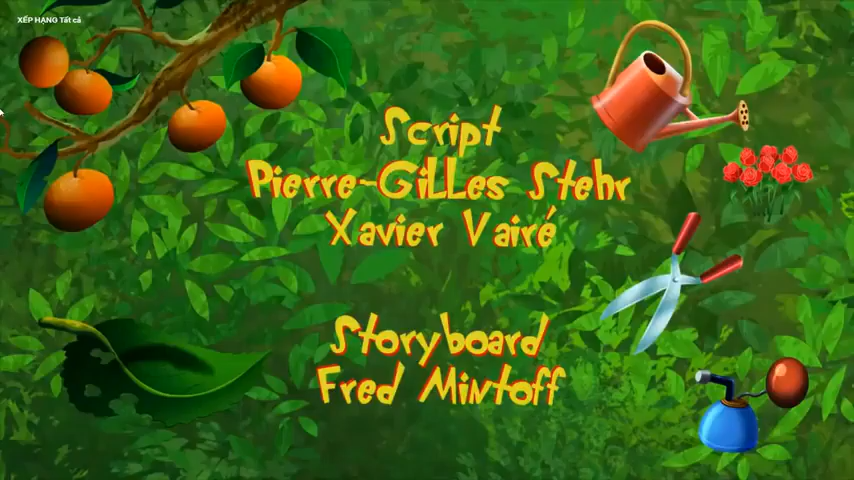 XẾP HẠNG Tất cả
Script
Pierre-Gilles Stehr
Xavier Vairé
Storyboard
Fred Mintoff